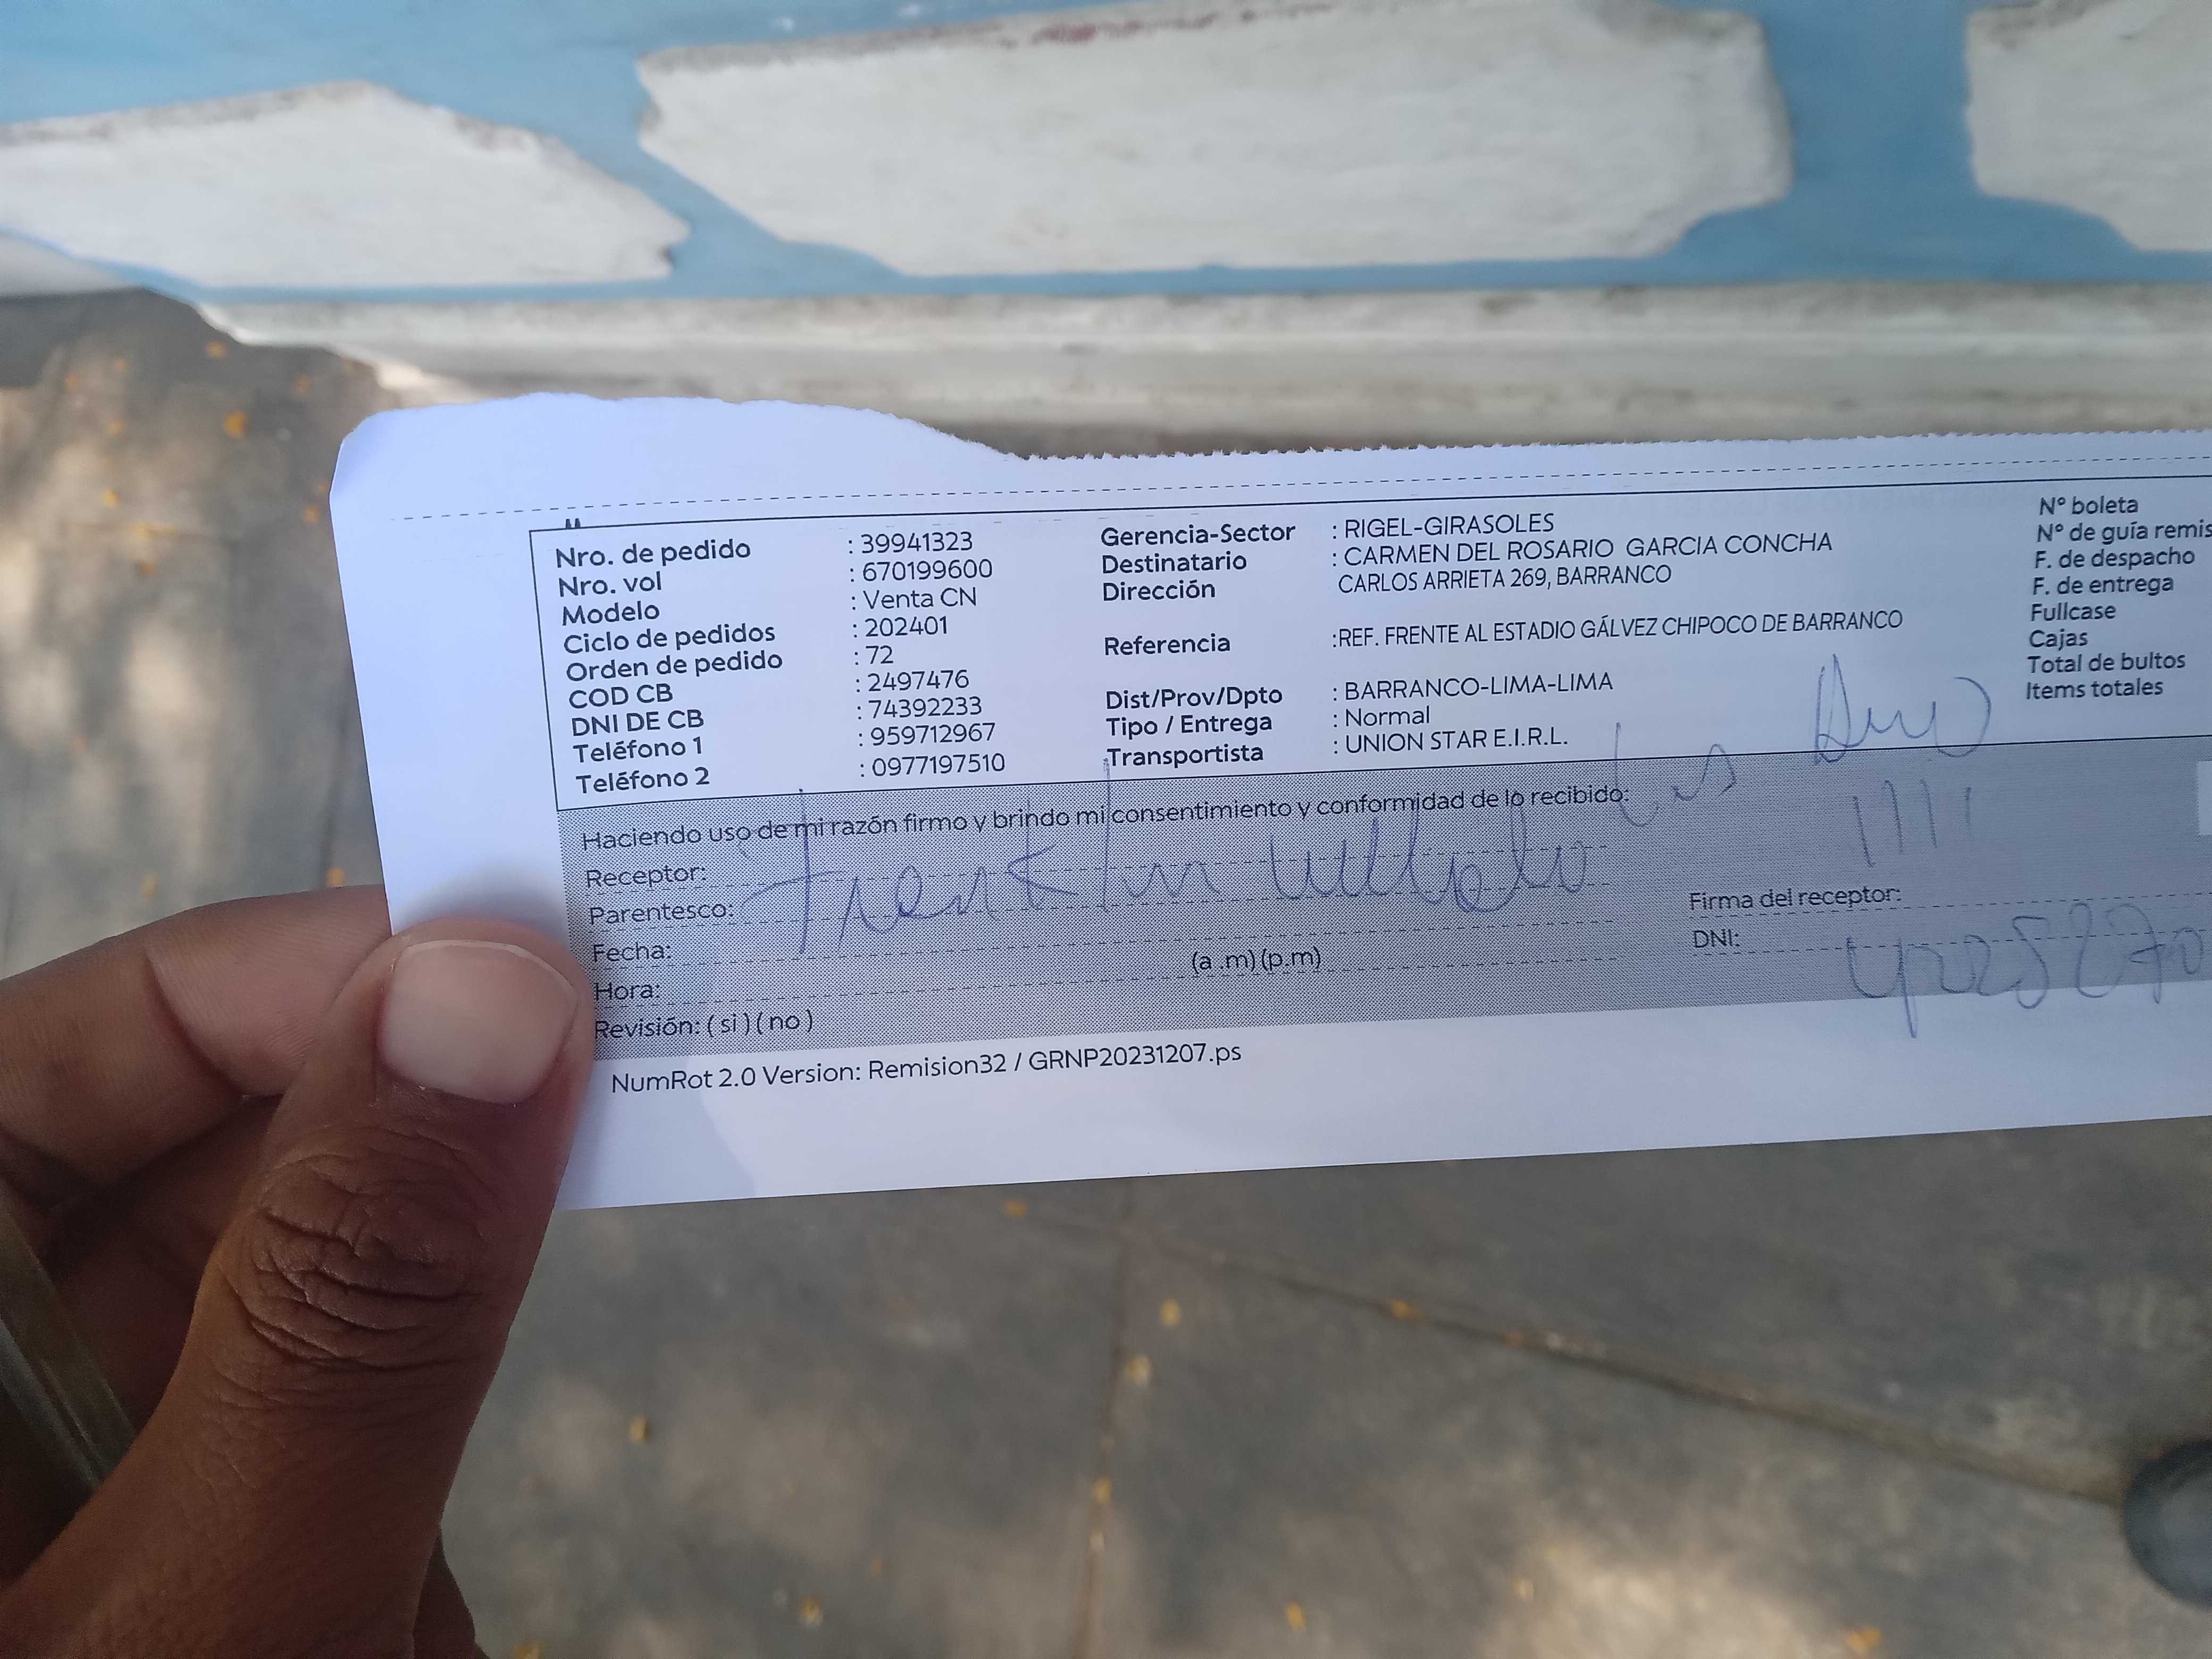 Nro. de pedido : 39941323
Nro. vol : 670199600
Modelo : Venta CN
Ciclo de pedidos : 202401
Orden de pedido : 72
COD CB : 2497476
DNI DE CB : 74392233
Teléfono 1 : 959712967
Teléfono 2 : 0977197510
Gerencia-Sector : RIGEL-GIRASOLES
Destinatario : CARMEN DEL ROSARIO GARCIA CONCHA
Dirección CARLOS ARRIETA 269, BARRANCO
Referencia :REF. FRENTE AL ESTADIO GÁLVEZ CHIPOCO DE BARRANCO
Dist/Prov/Dpto : BARRANCO-LIMA-LIMA
Tipo / Entrega : Normal
Transportista : UNION STAR E.I.R.L.
Nº boleta
Nº de guía remis
F. de despacho
F. de entrega
Fullcase
Cajas
Total de bultos
Items totales
Haciendo uso de mi razón firmo y brindo mi consentimiento y conformidad de lo recibido:
Receptor:
Parentesco:
Fecha:
Hora: (a .m) (p.m)
Revisión: ( si ) ( no )
Firma del receptor:
DNI:
NumRot 2.0 Version: Remision32 / GRNP20231207.ps